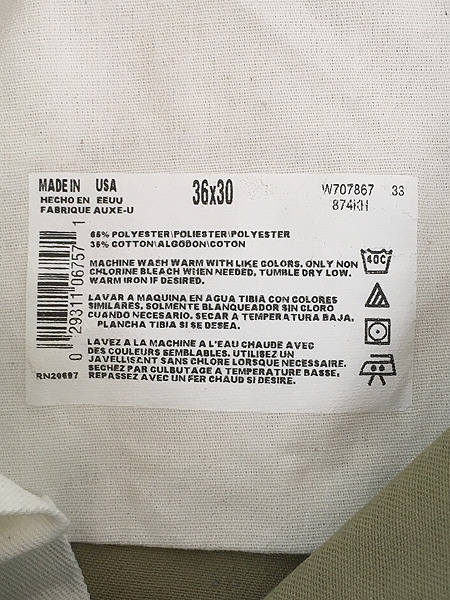 MADE IN USA
HECHO EN EEUU
FABRIQUE AUX E-U
36x30
W707867 33
874KH
65% POLYESTER\POLIESTER\POLYESTER
35% COTTON\ALGODON\COTON
MACHINE WASH WARM WITH LIKE COLORS. ONLY NON
CHLORINE BLEACH WHEN NEEDED, TUMBLE DRY LOW.
WARM IRON IF DESIRED.
LAVAR A MAQUINA EN AGUA TIBIA CON COLORES
SIMILARES, SOLMENTE BLANQUEADOR SIN CLORO
CUANDO NECESARIO. SECAR A TEMPERATURA BAJA.
PLANCHA TIBIA SI SE DESEA.
LAVEZ A LA MACHINE A L'EAU CHAUDE AVEC
DES COULEURS SEMBLABLES. UTILISEZ UN
JAVELLISANT SANS CHLORE LORSQUE NECESSAIRE.
SECHEZ PAR CULBUTAGE A TEMPERATURE BASSE.
REPASSEZ AVEC UN FER CHAUD SI DESIRE.
0 29311 06757 1
RN20697
40C